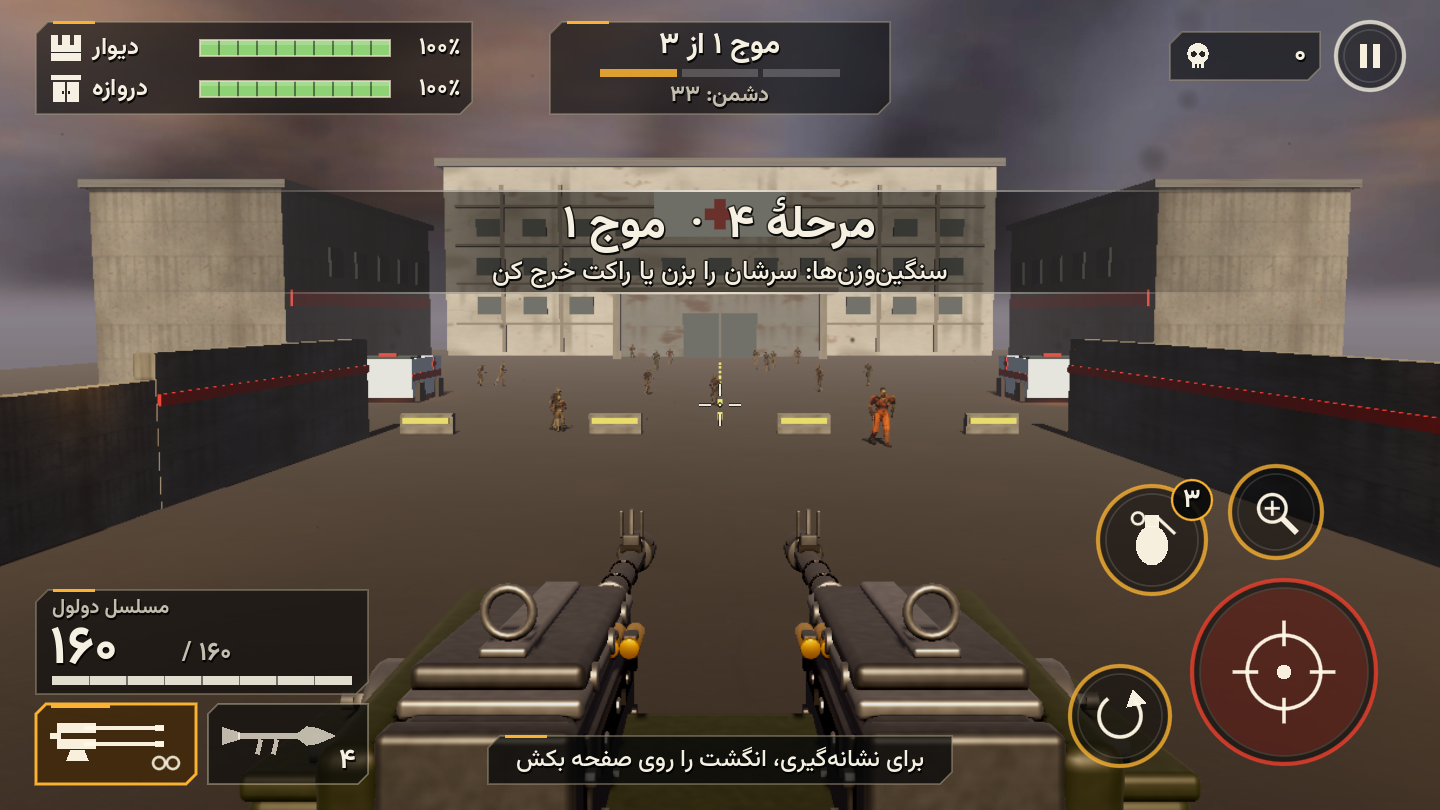 دیوار ۱۰۰٪
دروازه ۱۰۰٪
موج ۱ از ۳
دشمن: ۳۳
۰
مرحلهٔ ۴ · موج ۱
سنگین‌وزن‌ها: سرشان را بزن یا راکت خرج کن
۳
مسلسل دولول
۱۶۰ / ۱۶۰
∞
۴
برای نشانه‌گیری، انگشت را روی صفحه بکش